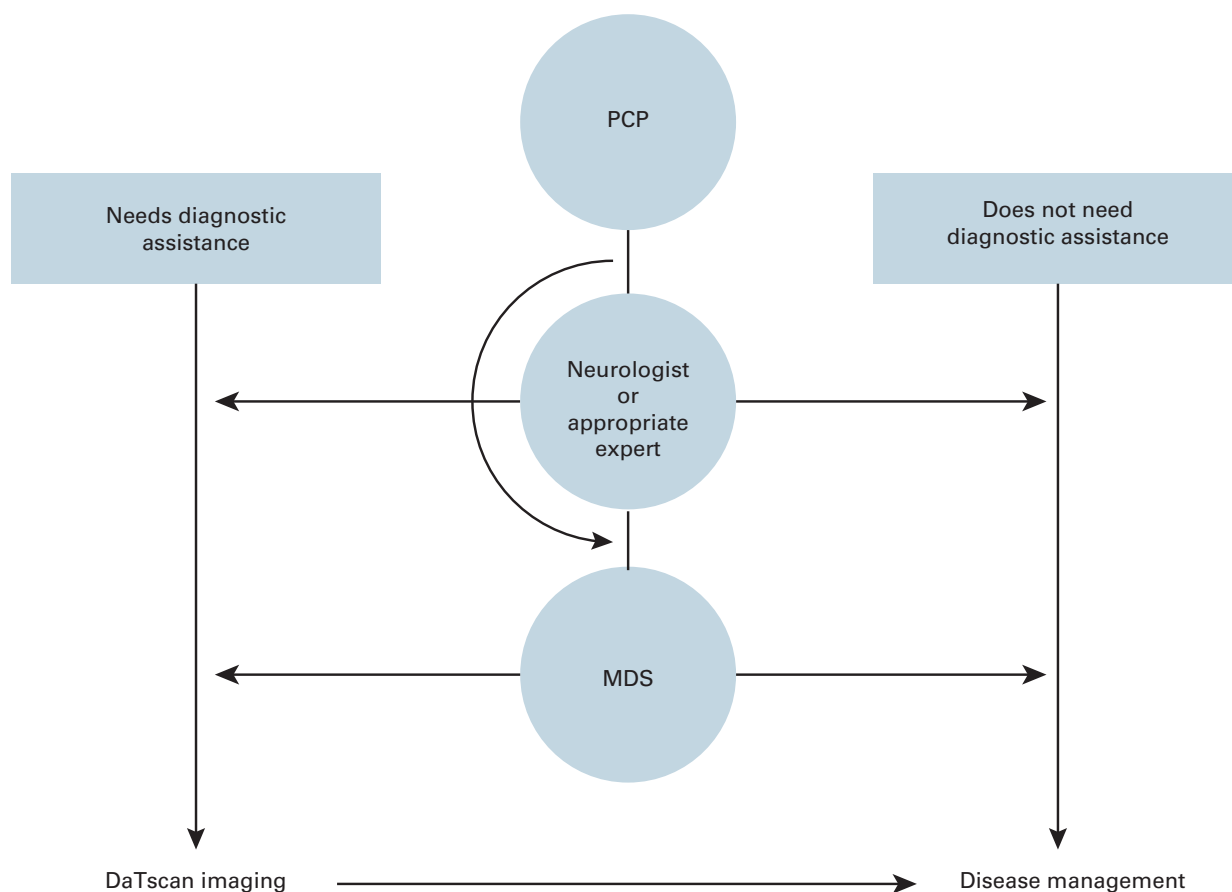 PCP
Needs diagnostic
assistance
Does not need
diagnostic assistance
Neurologist
or
appropriate
expert
MDS
DaTscan imaging
Disease management